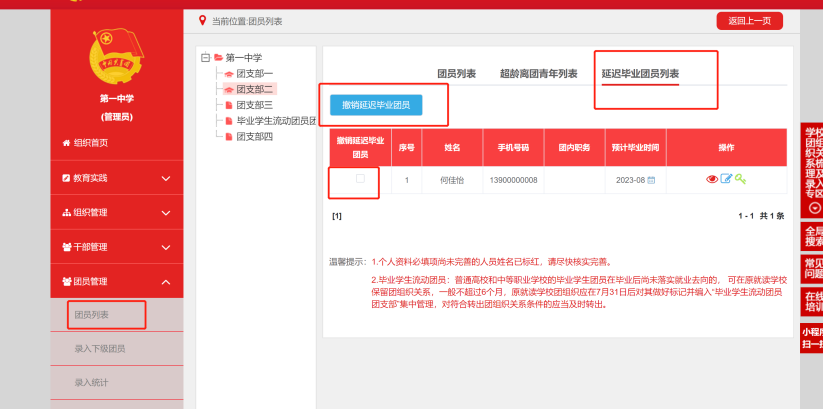 当前位置:团员列表
返回上一页
第一中学
(管理员)
组织首页
教育实践
组织管理
干部管理
团员管理
团员列表
录入下级团员
录入统计
第一中学
团支部一
团支部二
团支部三
毕业学生流动团员团
团支部四
团员列表 超龄离团青年列表 延迟毕业团员列表
撤销延迟毕业团员
撤销延迟毕业团员 序号 姓名 手机号码 团内职务 预计毕业时间 操作
1 何佳怡 13900000008 2023-08
[1] 1-1 共1条
温馨提示: 1.个人资料必填项尚未完善的人员姓名已标红,请尽快核实完善。
2.毕业学生流动团员:普通高校和中等职业学校的毕业学生团员在毕业后尚未落实就业去向的, 可在原就读学校
保留团组织关系,一般不超过6个月,原就读学校团组织应在7月31日后对其做好标记并编入"毕业学生流动团员
团支部"集中管理,对符合转出团组织关系条件的应当及时转出。
学校
团组
织关
系梳
理及
录入
专区
全局
搜索
常见
问题
在线
培训
小程序
扫一扫